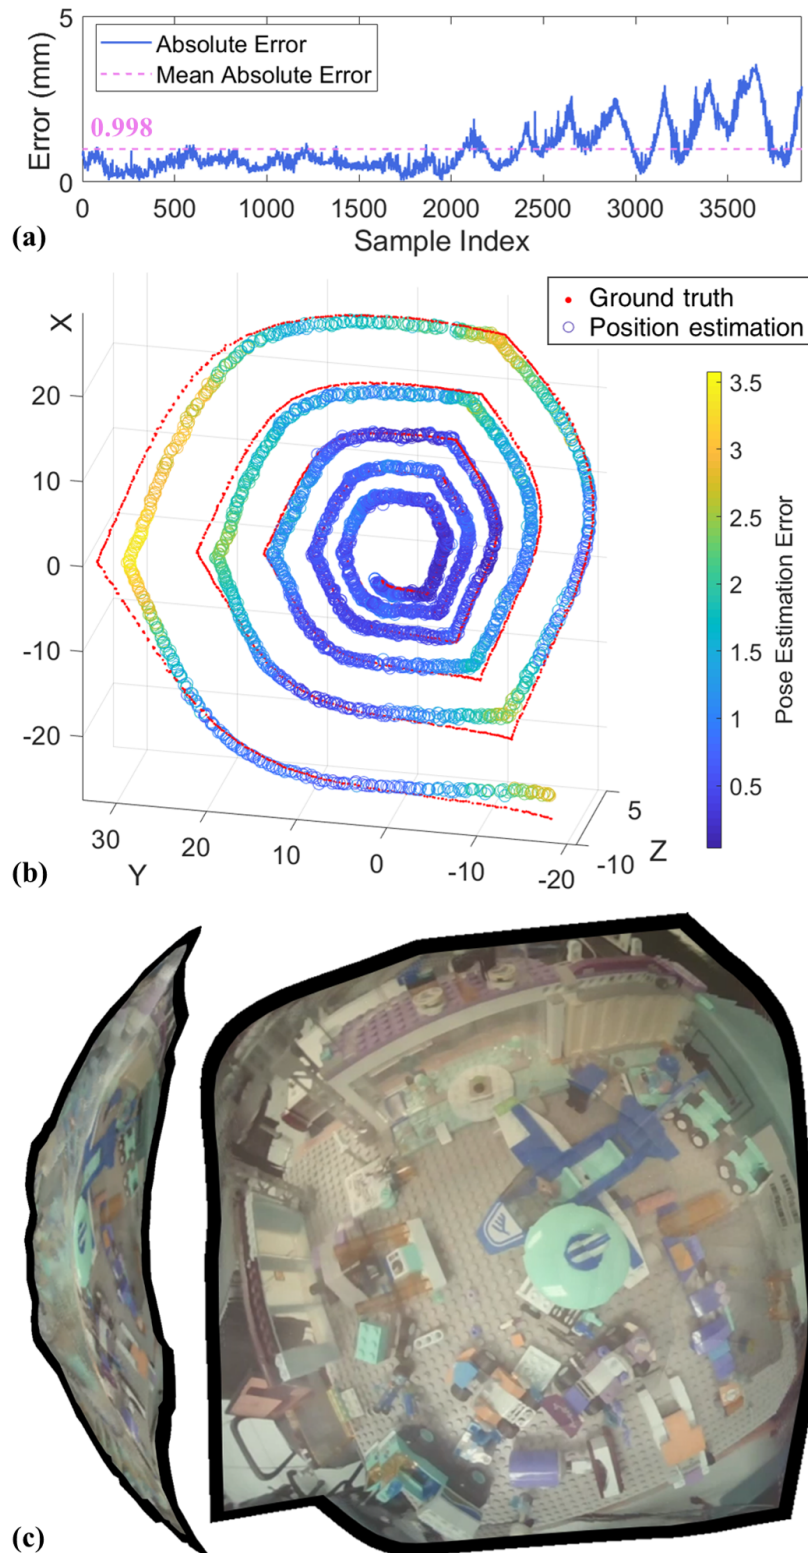 5
Error (mm)
Absolute Error
Mean Absolute Error
0.998
0
0 500 1000 1500 2000 2500 3000 3500
(a)
Sample Index
Ground truth
Position estimation
X
20
10
0
-10
-20
3.5
3
2.5
2
1.5
1
0.5
Pose Estimation Error
30 20 10 0 -10 -20
Y
5
-10
Z
(b)
(c)